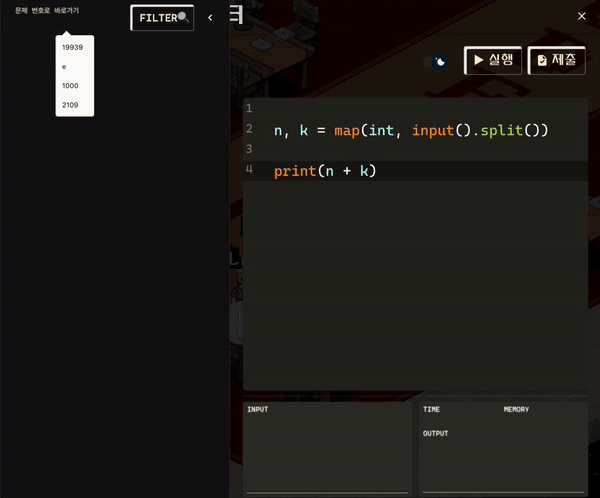 문제 번호로 바로가기
FILTER
19939
e
1000
2109
터
실행
제출
1
2 n, k = map(int, input().split())
3
4 print(n + k)
INPUT
TIME MEMORY
OUTPUT